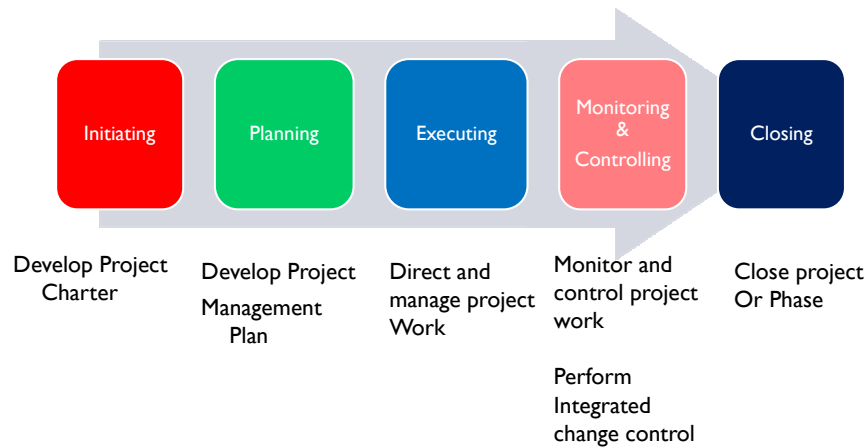 Initiating
Planning
Executing
Monitoring
&
Controlling
Closing
Develop Project
Charter
Develop Project
Management
Plan
Direct and
manage project
Work
Monitor and
control project
work
Perform
Integrated
change control
Close project
Or Phase